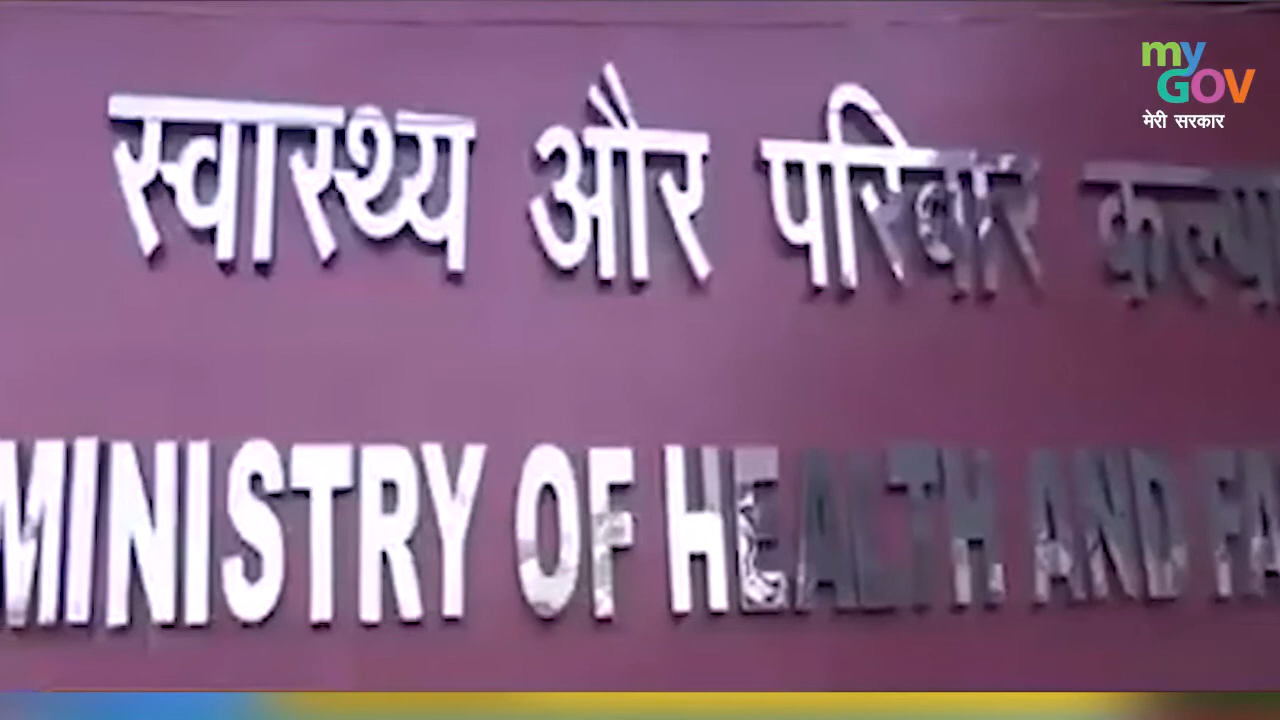 my
GOV
मेरी सरकार
स्वास्थ्य और परिवार
MINISTRY OF HEALTH AND